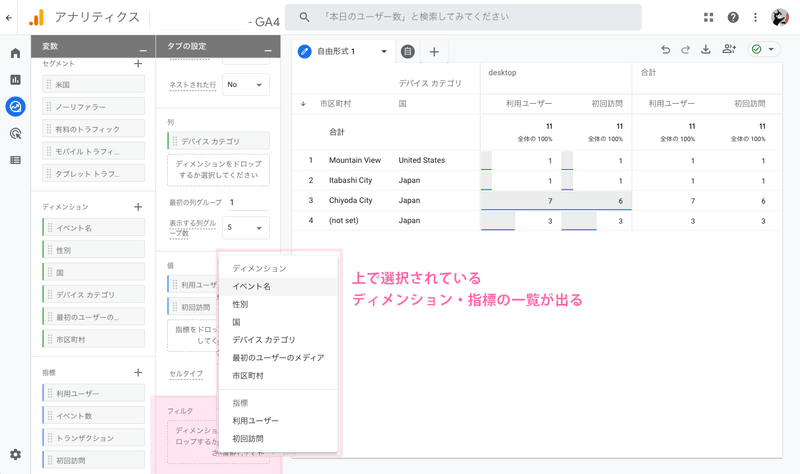 アナリティクス
- GA4
「本日のユーザー数」と検索してみてください
変数
セグメント
米国
ノーリファラー
有料のトラフィック
モバイル トラフィ...
タブレット トラフ...
ディメンション
イベント名
性別
国
デバイス カテゴリ
最初のユーザーの...
市区町村
指標
利用ユーザー
イベント数
トランザクション
初回訪問
タブの設定
ネストされた行
No
列
デバイス カテゴリ
ディメンションをドロップ
するか選択してください
最初の列グループ
1
表示する列グル
ープ数
5
値
利用ユーザ
初回訪問
指標をドロッ
してく
セルタイプ
フィルタ
ディメンション
イベント名
性別
国
デバイス カテゴリ
最初のユーザーのメディア
市区町村
指標
利用ユーザー
初回訪問
自由形式 1
デバイス カテゴリ desktop 合計
市区町村 国 利用ユーザー 初回訪問 利用ユーザー 初回訪問
合計 11 11 11 11
全体の 100% 全体の 100% 全体の 100% 全体の 100%
1 Mountain View United States 1 1 1 1
2 Itabashi City Japan 1 1 1 1
3 Chiyoda City Japan 7 6 7 6
4 (not set) Japan 3 3 3 3
上で選択されている
ディメンション・指標の一覧が出る